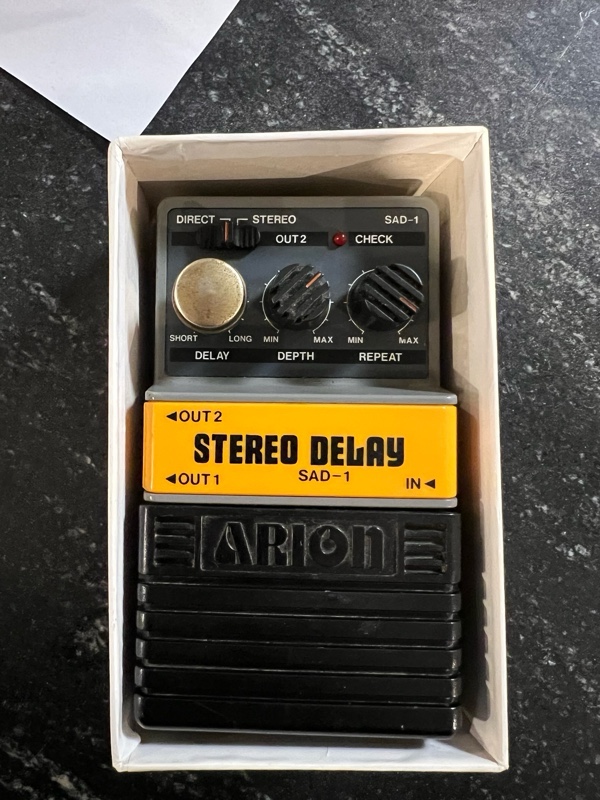 DIRECT STEREO SAD-1
OUT2 CHECK
SHORT LONG MIN MAX MIN MAX
DELAY DEPTH REPEAT
◄OUT2
STEREO DELAY
◄OUT1 SAD-1 IN◄
ARION